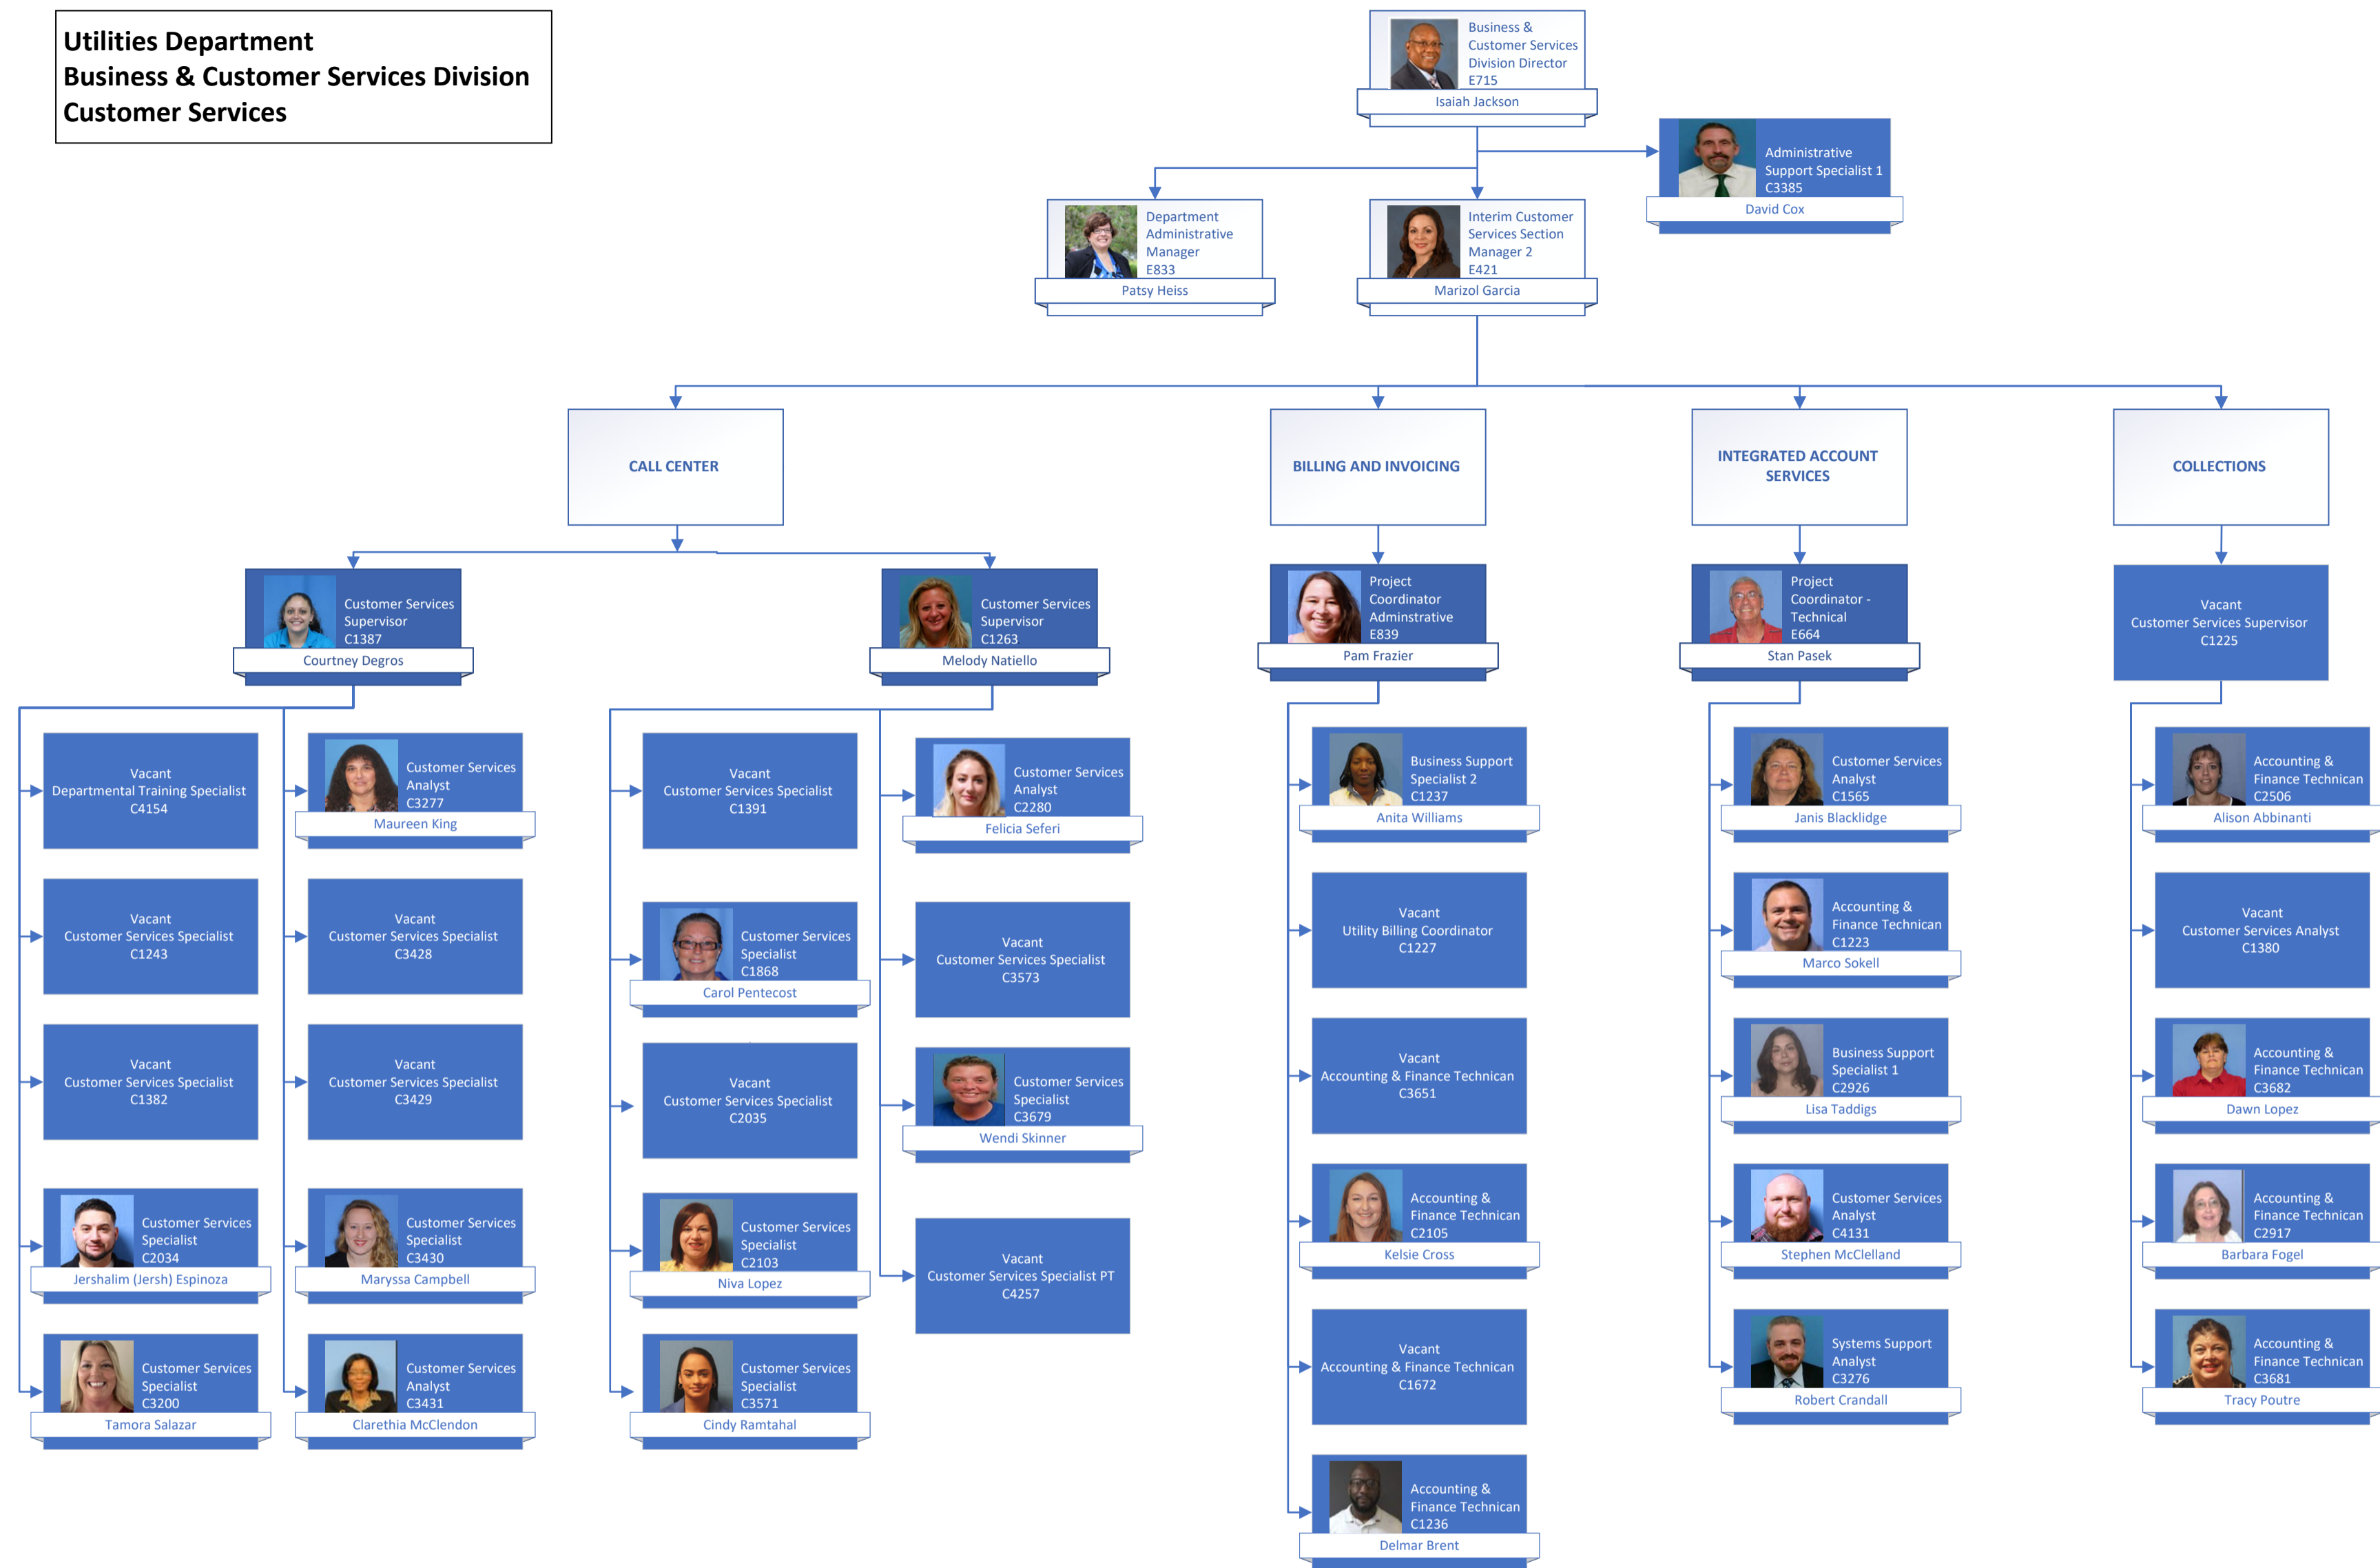 Utilities Department
Business & Customer Services Division
Customer Services
Business &
Customer Services
Division Director
E715
Isaiah Jackson
Administrative
Support Specialist 1
C3385
David Cox
Department
Administrative
Manager
E833
Patsy Heiss
Interim Customer
Services Section
Manager 2
E421
Marizol Garcia
CALL CENTER
BILLING AND INVOICING
INTEGRATED ACCOUNT
SERVICES
COLLECTIONS
Customer Services
Supervisor
C1387
Courtney Degros
Customer Services
Supervisor
C1263
Melody Natiello
Project
Coordinator
Adminstrative
E839
Pam Frazier
Project
Coordinator -
Technical
E664
Stan Pasek
Vacant
Customer Services Supervisor
C1225
Vacant
Departmental Training Specialist
C4154
Vacant
Customer Services Specialist
C1243
Vacant
Customer Services Specialist
C1382
Customer Services
Specialist
C2034
Jershalim (Jersh) Espinoza
Customer Services
Specialist
C3200
Tamora Salazar
Customer Services
Analyst
C3277
Maureen King
Vacant
Customer Services Specialist
C3428
Vacant
Customer Services Specialist
C3429
Customer Services
Specialist
C3430
Maryssa Campbell
Customer Services
Analyst
C3431
Clarethia McClendon
Vacant
Customer Services Specialist
C1391
Customer Services
Specialist
C1868
Carol Pentecost
Vacant
Customer Services Specialist
C2035
Customer Services
Specialist
C2103
Niva Lopez
Customer Services
Specialist
C3571
Cindy Ramtahal
Customer Services
Analyst
C2280
Felicia Seferi
Vacant
Customer Services Specialist
C3573
Customer Services
Specialist
C3679
Wendi Skinner
Vacant
Customer Services Specialist PT
C4257
Business Support
Specialist 2
C1237
Anita Williams
Vacant
Utility Billing Coordinator
C1227
Vacant
Accounting & Finance Technican
C3651
Accounting &
Finance Technican
C2105
Kelsie Cross
Vacant
Accounting & Finance Technican
C1672
Accounting &
Finance Technican
C1236
Delmar Brent
Customer Services
Analyst
C1565
Janis Blacklidge
Accounting &
Finance Technican
C1223
Marco Sokell
Business Support
Specialist 1
C2926
Lisa Taddigs
Customer Services
Analyst
C4131
Stephen McClelland
Systems Support
Analyst
C3276
Robert Crandall
Accounting &
Finance Technican
C2506
Alison Abbinanti
Vacant
Customer Services Analyst
C1380
Accounting &
Finance Technican
C3682
Dawn Lopez
Accounting &
Finance Technican
C2917
Barbara Fogel
Accounting &
Finance Technican
C3681
Tracy Poutre